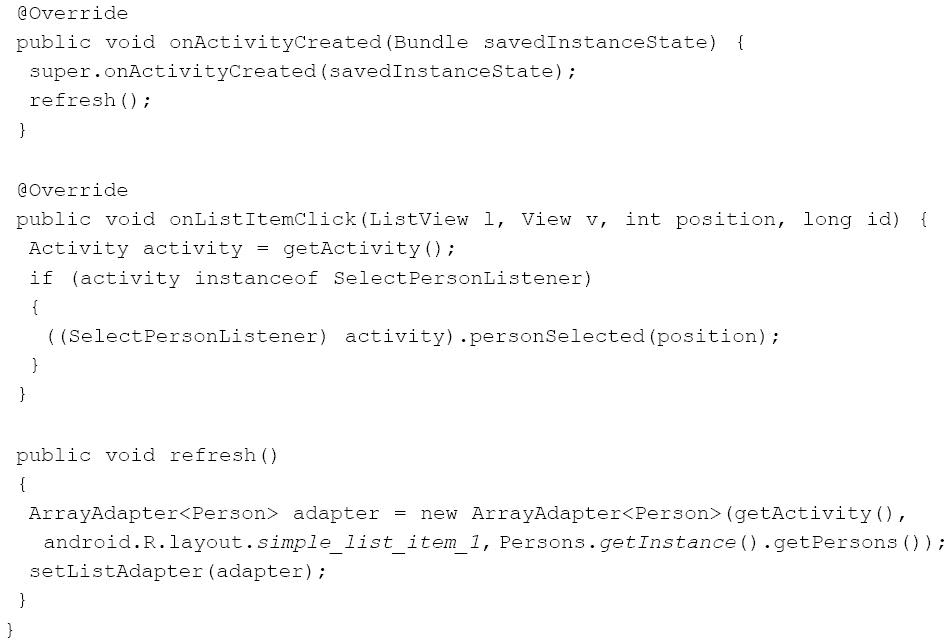 @Override
public void onActivityCreated(Bundle savedInstanceState) {
super.onActivityCreated(savedInstanceState);
refresh();
}
@Override
public void onListItemClick(ListView l, View v, int position, long id) {
Activity activity = getActivity();
if (activity instanceof SelectPersonListener)
{
((SelectPersonListener) activity).personSelected(position);
}
}
public void refresh()
{
ArrayAdapter<Person> adapter = new ArrayAdapter<Person>(getActivity(),
android.R.layout.simple_list_item_1, Persons.getInstance().getPersons());
setListAdapter(adapter);
}
}